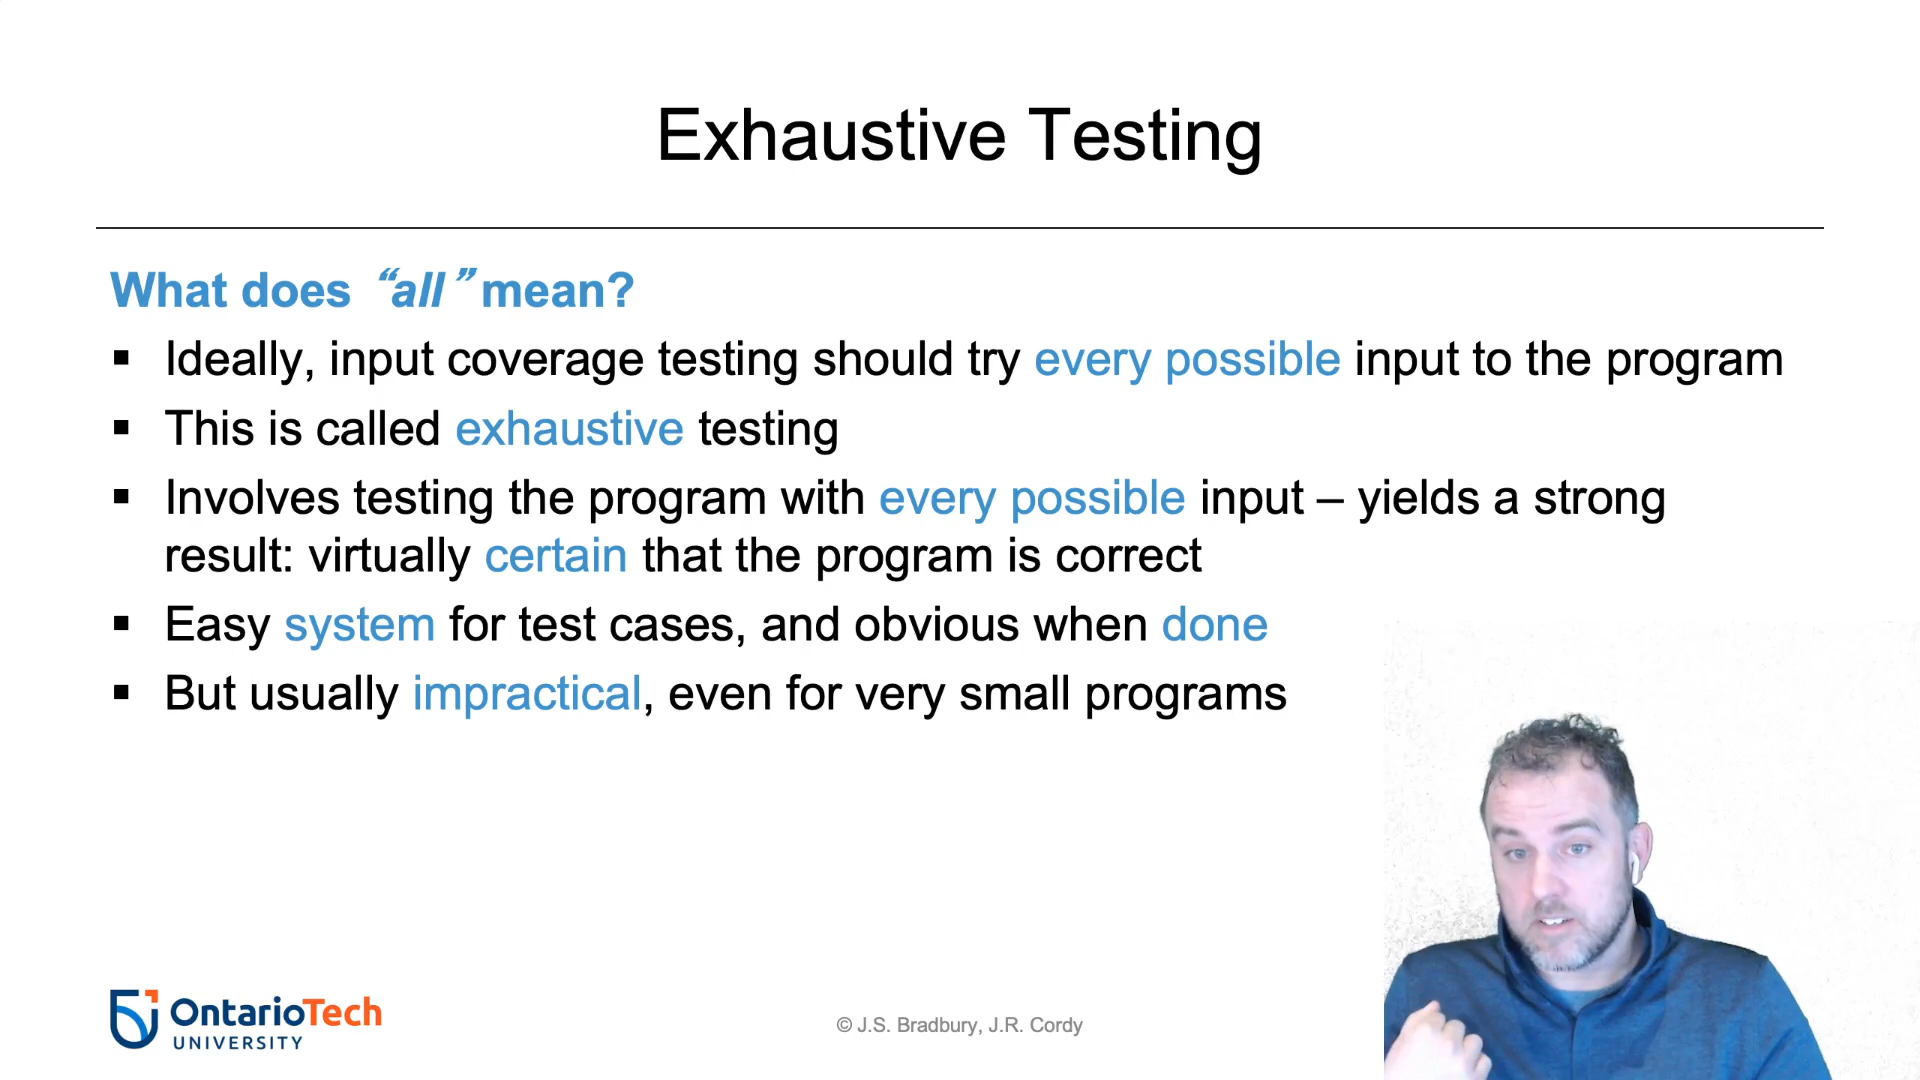 Exhaustive Testing
What does “all” mean?
▪ Ideally, input coverage testing should try every possible input to the program
▪ This is called exhaustive testing
▪ Involves testing the program with every possible input – yields a strong
result: virtually certain that the program is correct
▪ Easy system for test cases, and obvious when done
▪ But usually impractical, even for very small programs
OntarioTech
UNIVERSITY
© J.S. Bradbury, J.R. Cordy